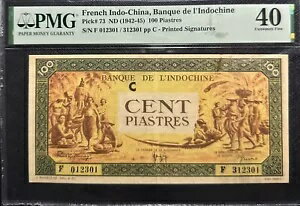 PMG
PAPER MONEY GUARANTY
French Indo-China, Banque de l'Indochine
Pick# 73 ND (1942-45) 100 Piastres
S/N F 012301 / 312301 pp C - Printed Signatures
40
Extremely Fine
100
BANQUE DE L'INDOCHINE
100
C
CENT
PIASTRES
F 012301
F 312301